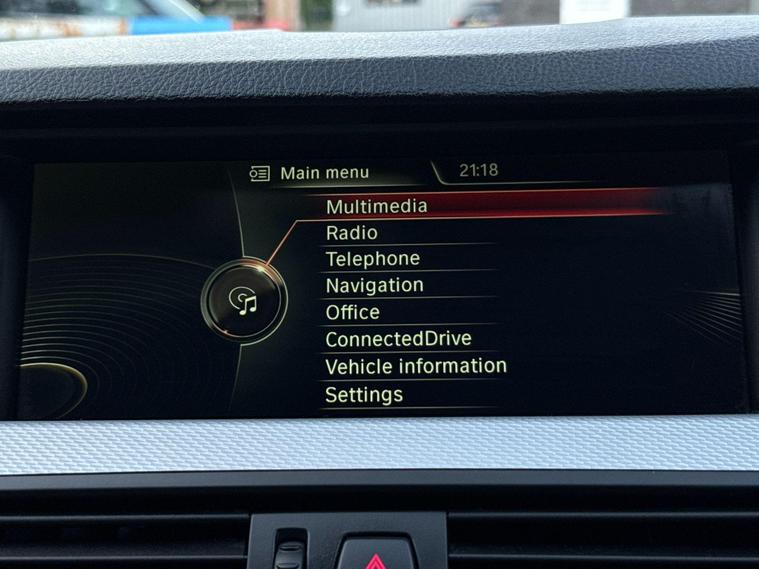 Main menu 21:18
Multimedia
Radio
Telephone
Navigation
Office
ConnectedDrive
Vehicle information
Settings